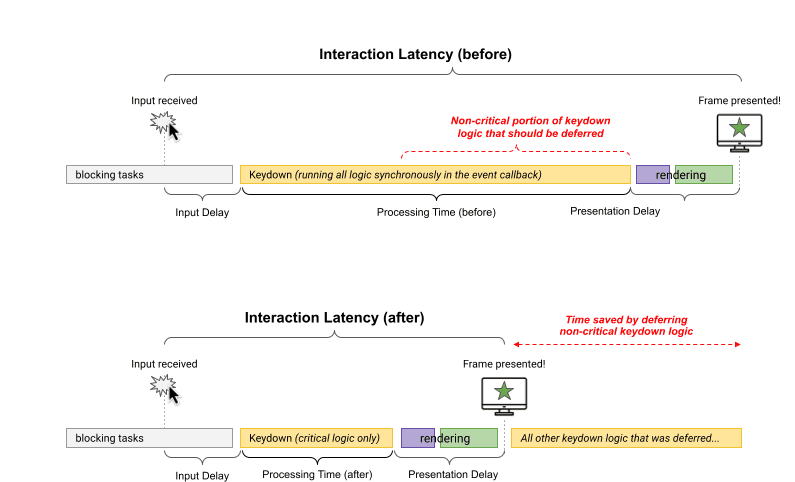 Interaction Latency (before)
Input received
Frame presented!
Non-critical portion of keydown
logic that should be deferred
blocking tasks
Keydown (running all logic synchronously in the event callback)
rendering
Input Delay
Processing Time (before)
Presentation Delay
Interaction Latency (after)
Time saved by deferring
non-critical keydown logic
Input received
Frame presented!
blocking tasks
Keydown (critical logic only)
rendering
All other keydown logic that was deferred...
Input Delay
Processing Time (after)
Presentation Delay